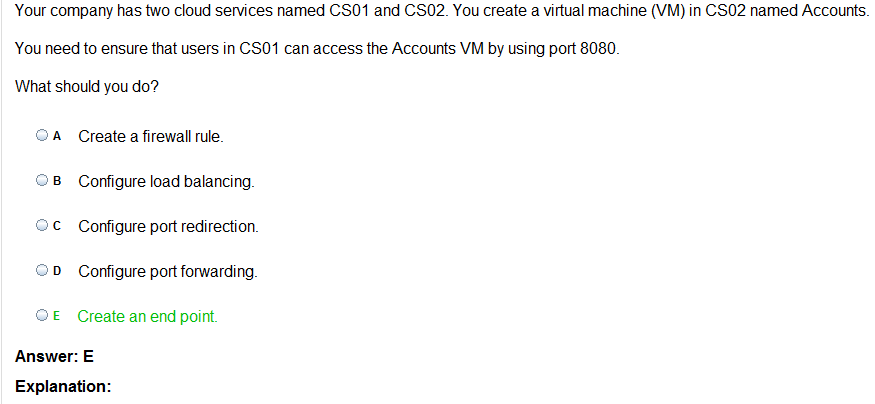 Your company has two cloud services named CS01 and CS02. You create a virtual machine (VM) in CS02 named Accounts.
You need to ensure that users in CS01 can access the Accounts VM by using port 8080.
What should you do?
A Create a firewall rule.
B Configure load balancing.
C Configure port redirection.
D Configure port forwarding.
E Create an end point.
Answer: E
Explanation: